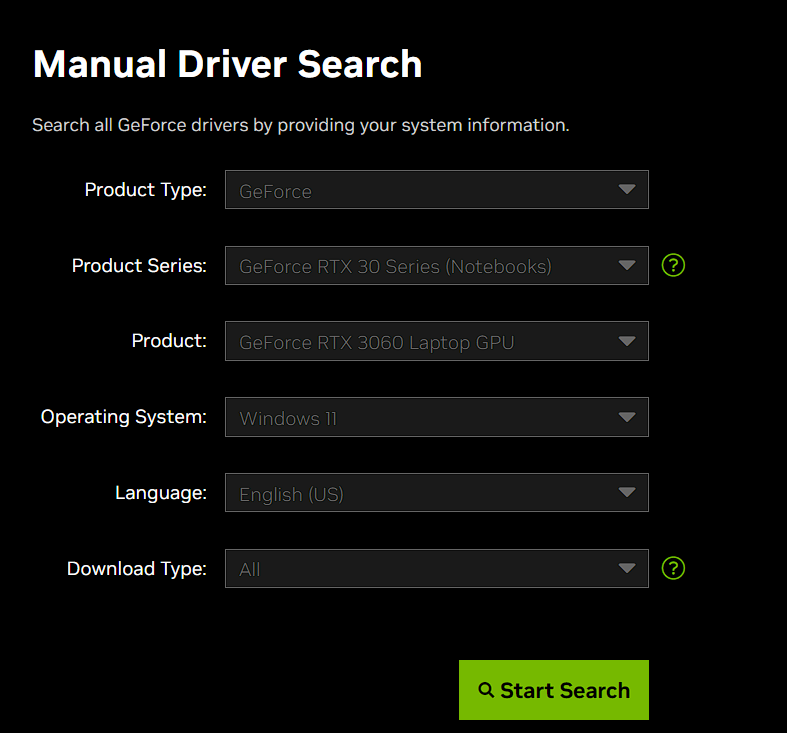 Manual Driver Search
Search all GeForce drivers by providing your system information.
Product Type: GeForce
Product Series: GeForce RTX 30 Series (Notebooks) ?
Product: GeForce RTX 3060 Laptop GPU
Operating System: Windows 11
Language: English (US)
Download Type: All ?
Start Search